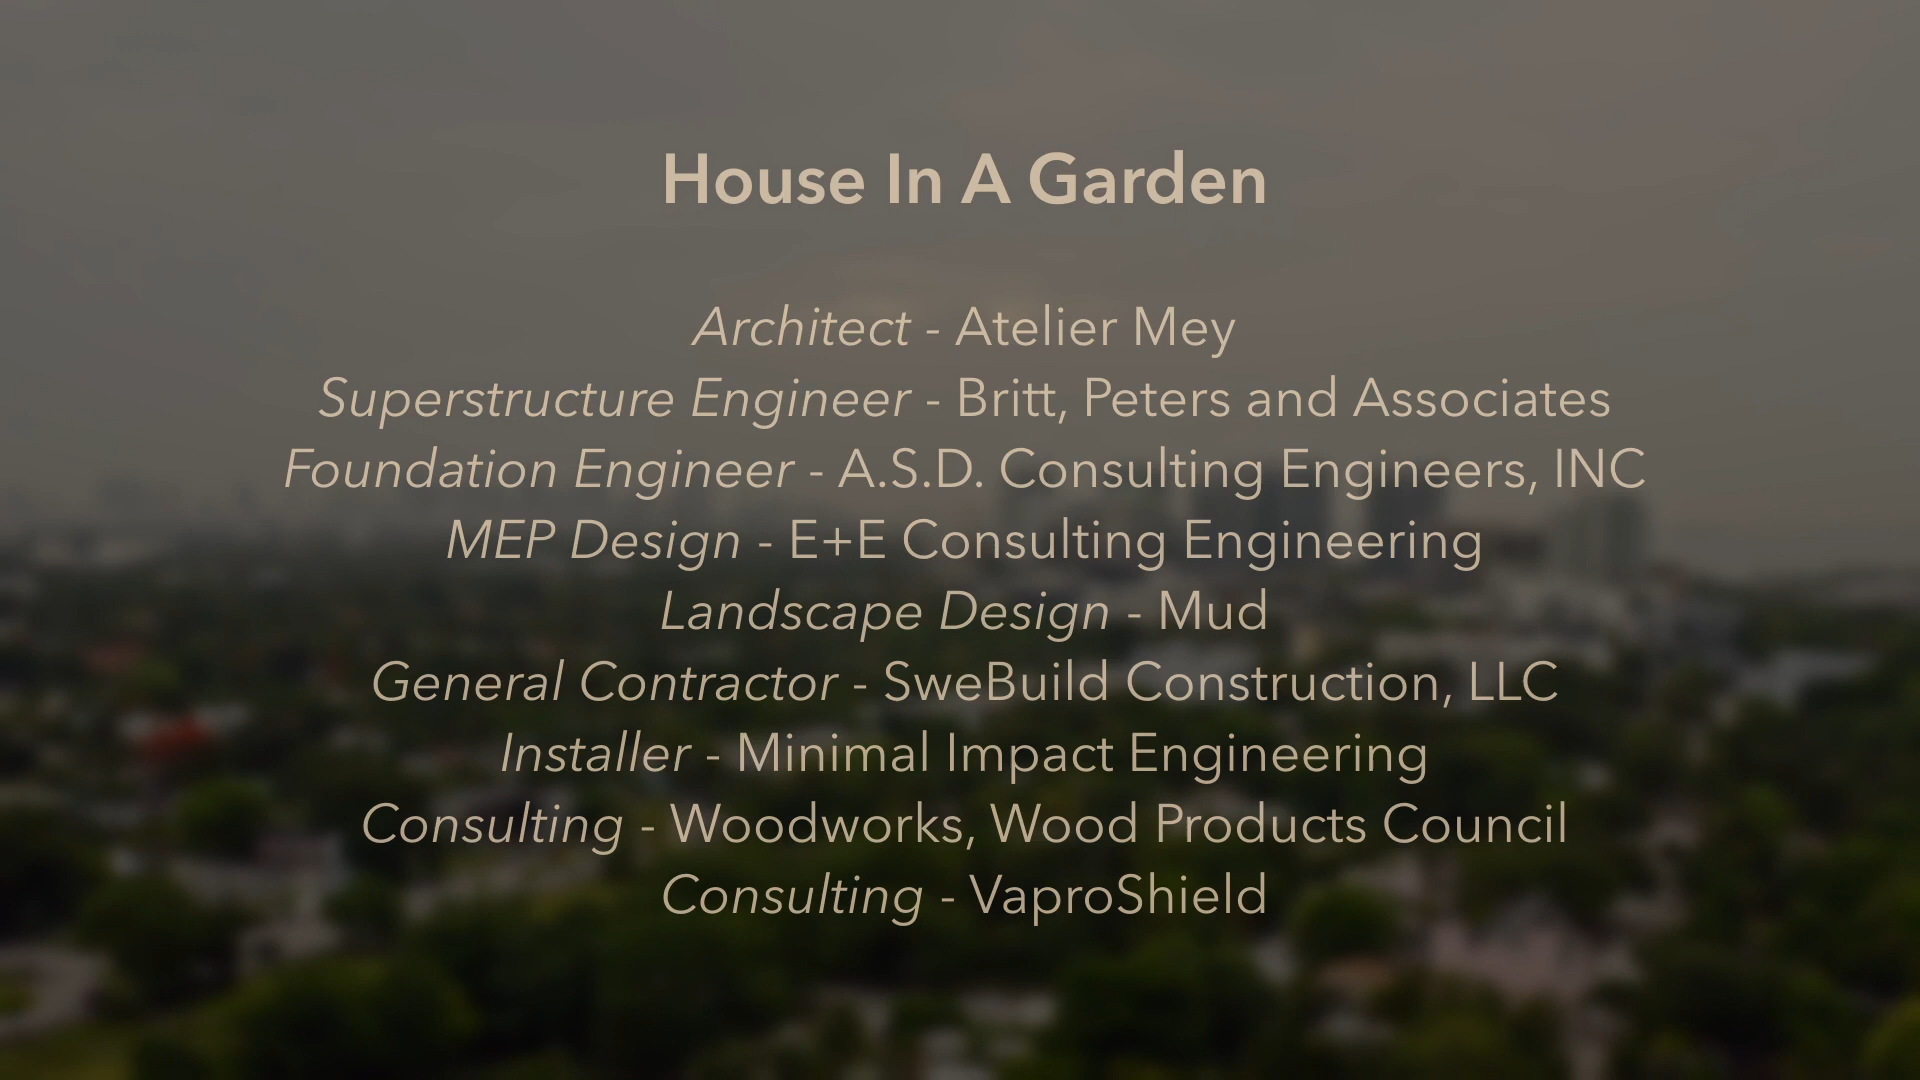 House In A Garden
Architect - Atelier Mey
Superstructure Engineer - Britt, Peters and Associates
Foundation Engineer - A.S.D. Consulting Engineers, INC
MEP Design - E+E Consulting Engineering
Landscape Design - Mud
General Contractor - SweBuild Construction, LLC
Installer - Minimal Impact Engineering
Consulting - Woodworks, Wood Products Council
Consulting - VaproShield